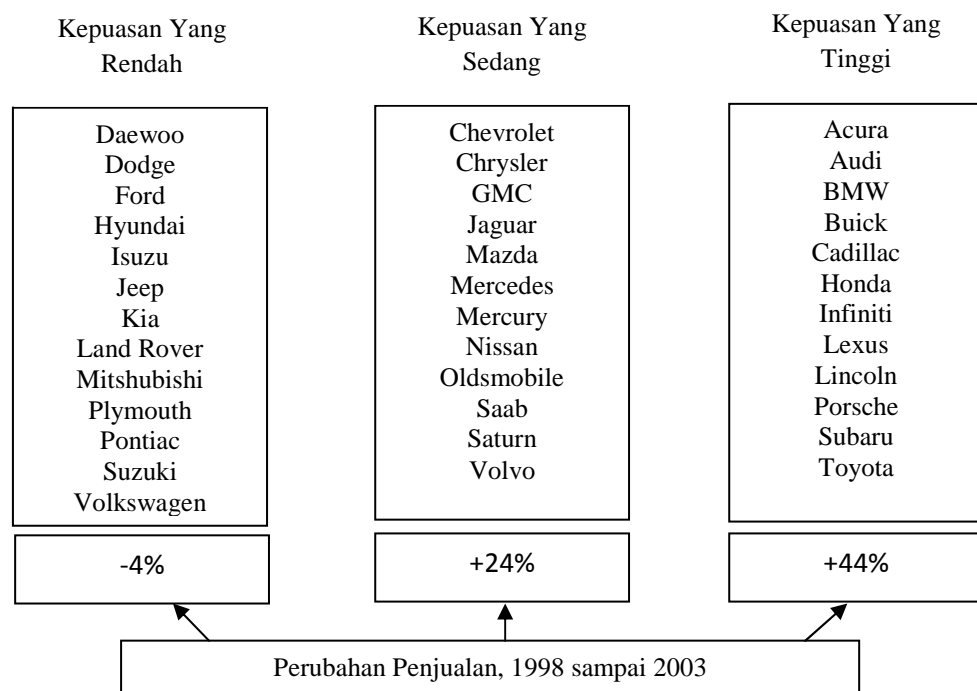 Kepuasan Yang
Rendah
Daewoo
Dodge
Ford
Hyundai
Isuzu
Jeep
Kia
Land Rover
Mitshubishi
Plymouth
Pontiac
Suzuki
Volkswagen
-4%
Kepuasan Yang
Sedang
Chevrolet
Chrysler
GMC
Jaguar
Mazda
Mercedes
Mercury
Nissan
Oldsmobile
Saab
Saturn
Volvo
+24%
Kepuasan Yang
Tinggi
Acura
Audi
BMW
Buick
Cadillac
Honda
Infiniti
Lexus
Lincoln
Porsche
Subaru
Toyota
+44%
Perubahan Penjualan, 1998 sampai 2003